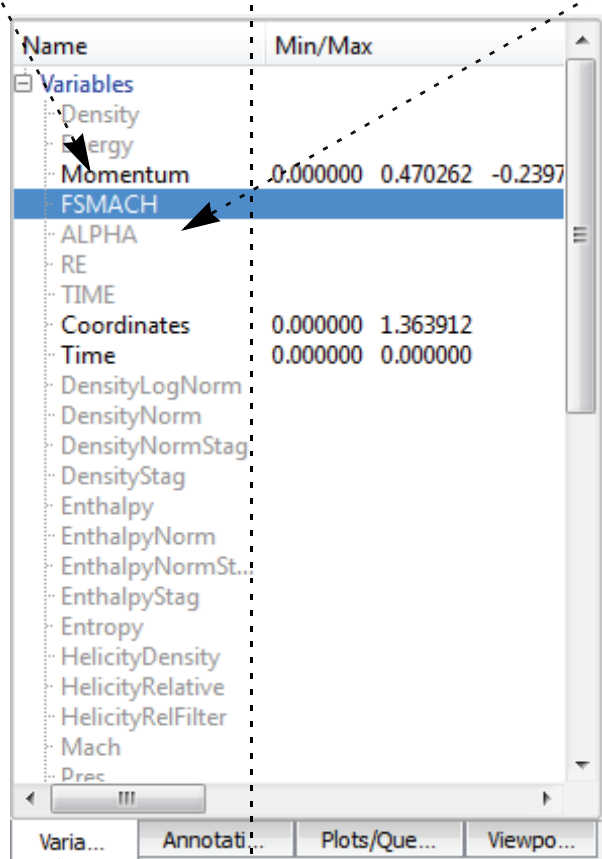 Name Min/Max
Variables
Density
Energy
Momentum 0.000000 0.470262 -0.2397
FSMACH
ALPHA
RE
TIME
Coordinates 0.000000 1.363912
Time 0.000000 0.000000
DensityLogNorm
DensityNorm
DensityNormStag
DensityStag
Enthalpy
EnthalpyNorm
EnthalpyNormSt...
EnthalpyStag
Entropy
HelicityDensity
HelicityRelative
HelicityRelFilter
Mach
Pres
Varia... Annotati... Plots/Que... Viewpo...